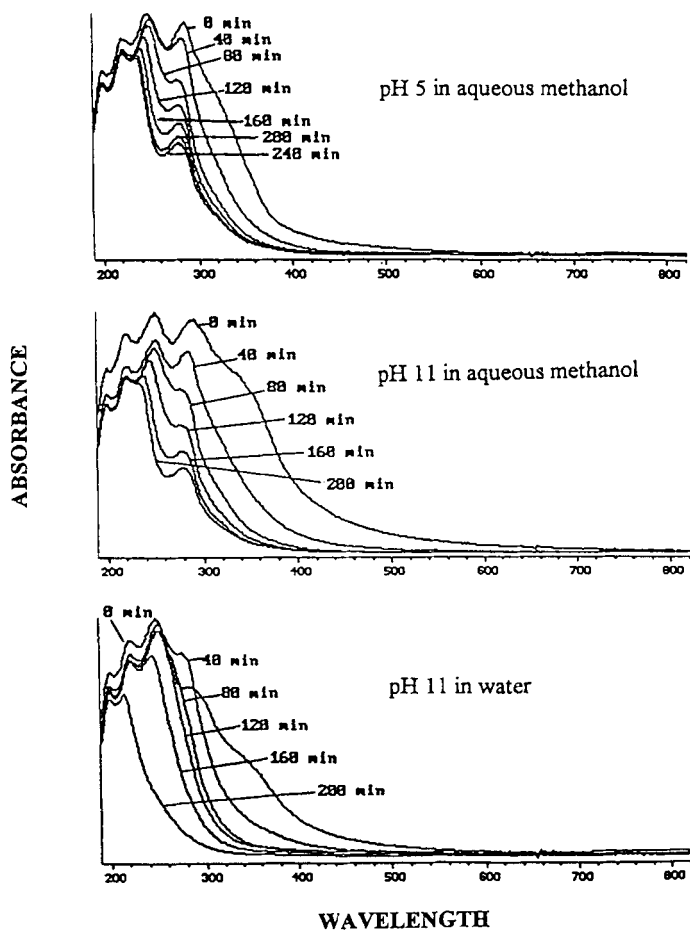 0 min
40 min
80 min
120 min
160 min
200 min
240 min
pH 5 in aqueous methanol
200 300 400 500 600 700 800
0 min
40 min
80 min
120 min
160 min
200 min
pH 11 in aqueous methanol
200 300 400 500 600 700 800
ABSORBANCE
0 min
40 min
80 min
120 min
160 min
200 min
pH 11 in water
200 300 400 500 600 700 800
WAVELENGTH